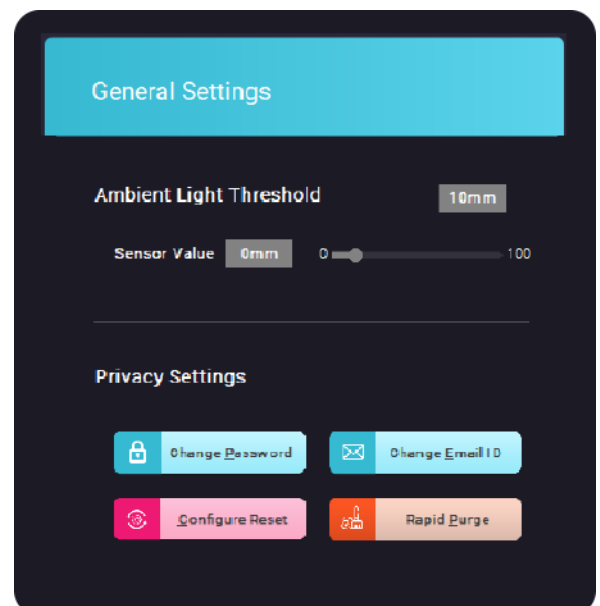 General Settings
Ambient Light Threshold 10mm
Sensor Value 0mm 0 100
Privacy Settings
Change Password Change Email ID
Configure Reset Rapid Purge